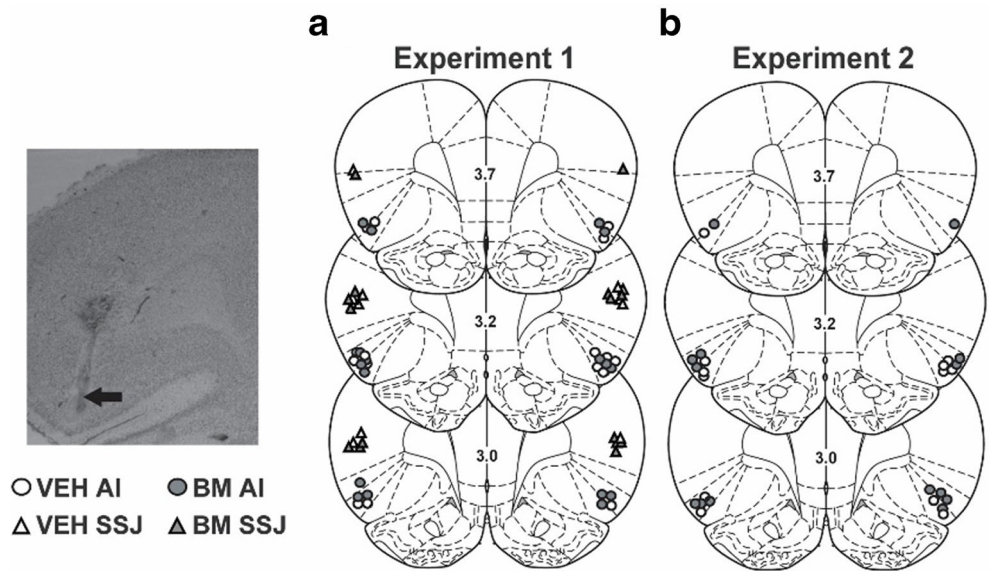 a
b
Experiment 1
Experiment 2
3.7
3.7
3.2
3.2
3.0
3.0
VEH AI
BM AI
VEH SSJ
BM SSJ